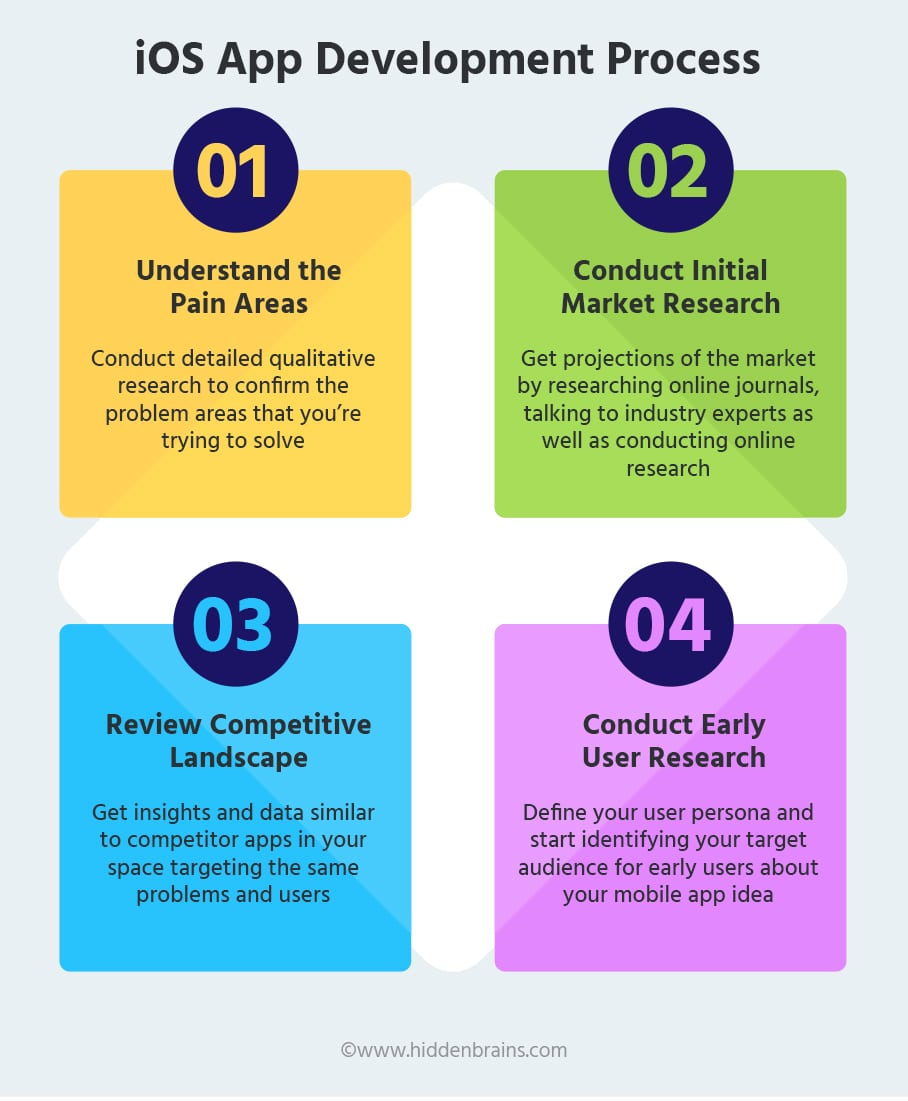 iOS App Development Process
01
Understand the
Pain Areas
Conduct detailed qualitative
research to confirm the
problem areas that you’re
trying to solve
02
Conduct Initial
Market Research
Get projections of the market
by researching online journals,
talking to industry experts as
well as conducting online
research
03
Review Competitive
Landscape
Get insights and data similar
to competitor apps in your
space targeting the same
problems and users
04
Conduct Early
User Research
Define your user persona and
start identifying your target
audience for early users about
your mobile app idea
©www.hiddenbrains.com